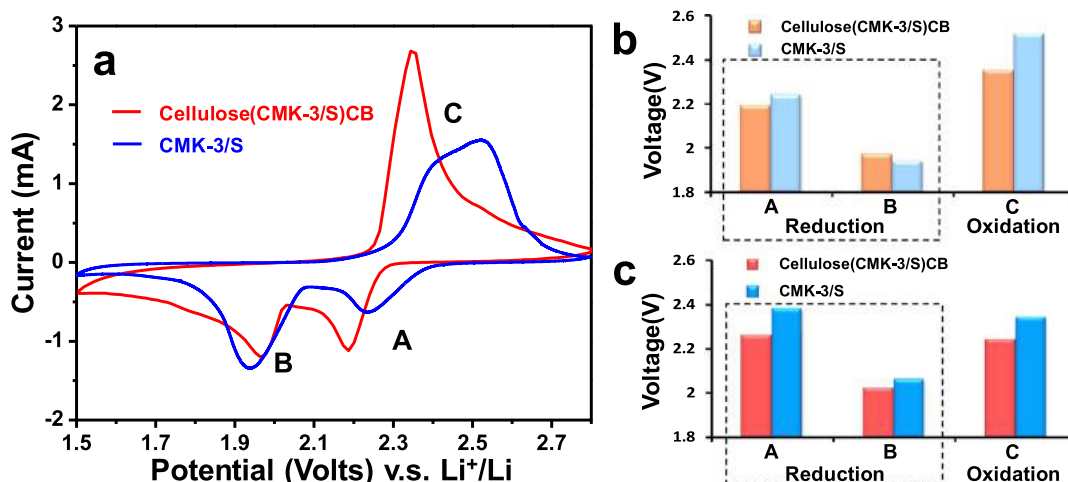 a
Cellulose(CMK-3/S)CB
CMK-3/S
C
A
B
3
2
1
0
-1
-2
Current (mA)
1.5 1.7 1.9 2.1 2.3 2.5 2.7
Potential (Volts) v.s. Li⁺/Li
b
Cellulose(CMK-3/S)CB
CMK-3/S
2.6
2.4
2.2
2
1.8
Voltage(V)
A B C
Reduction Oxidation
c
Cellulose(CMK-3/S)CB
CMK-3/S
2.6
2.4
2.2
2
1.8
Voltage(V)
A B C
Reduction Oxidation